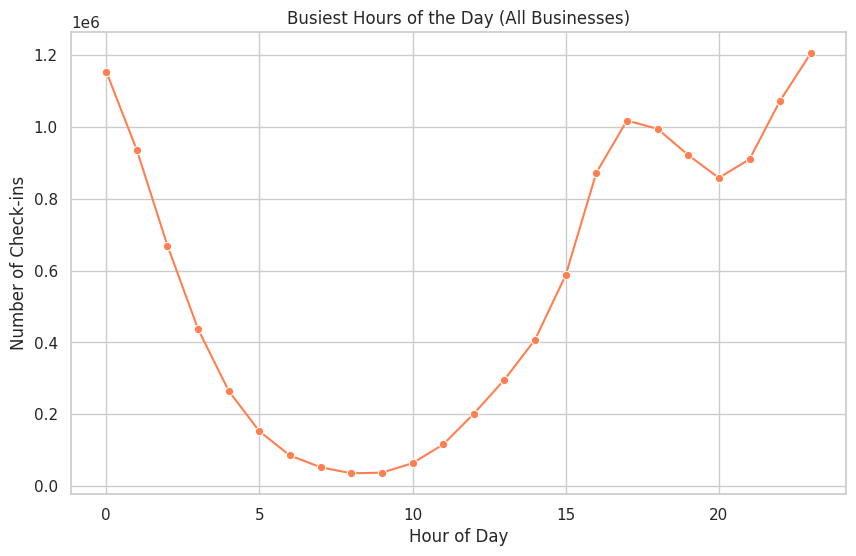 Busiest Hours of the Day (All Businesses)
1e6
1.2
1.0
0.8
0.6
0.4
0.2
0.0
Number of Check-ins
0 5 10 15 20
Hour of Day